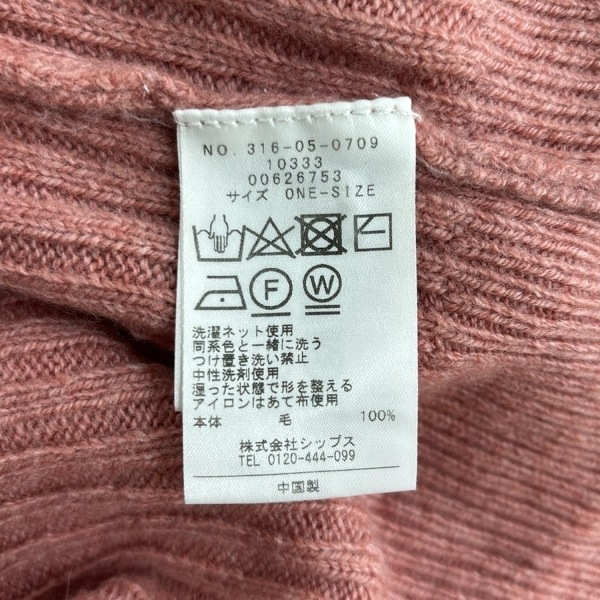 NO. 316-05-0709
10333
00626753
サイズ ONE-SIZE
F W
洗濯ネット使用
同系色と一緒に洗う
つけ置き洗い禁止
中性洗剤使用
湿った状態で形を整える
アイロンはあて布使用
本体 毛 100%
株式会社シップス
TEL 0120-444-099
中国製